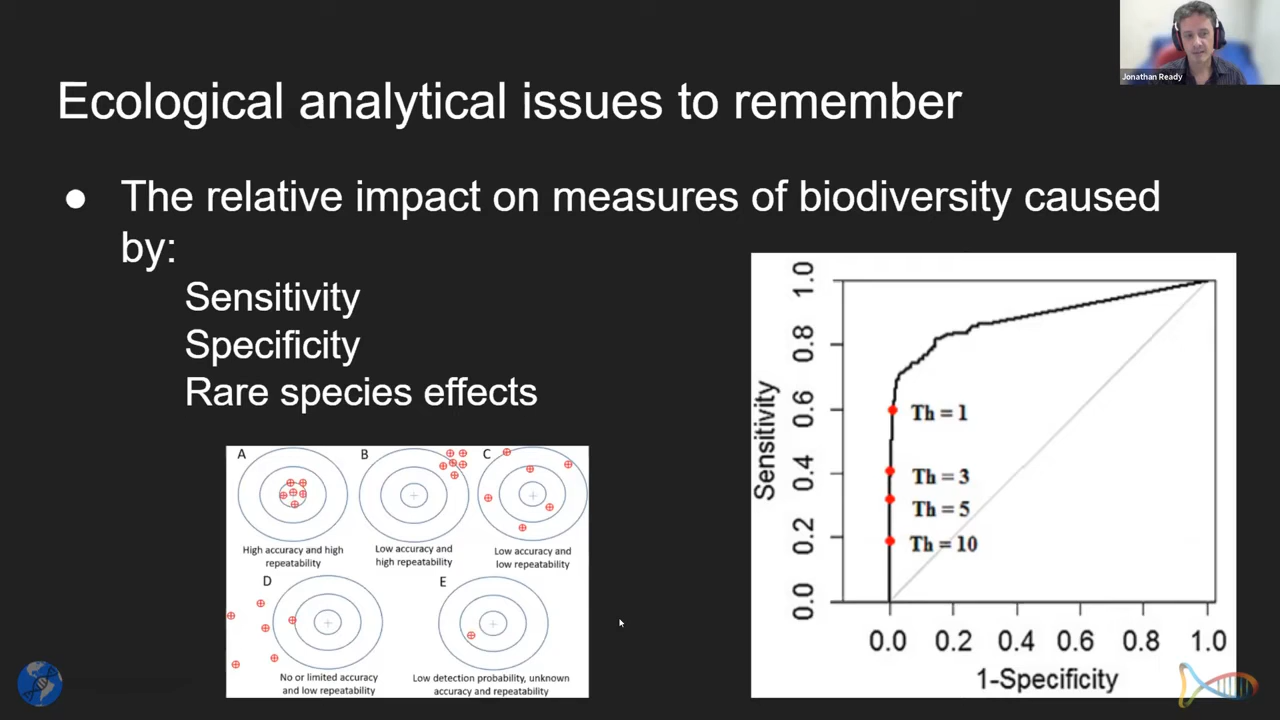 Jonathan Ready
Ecological analytical issues to remember
● The relative impact on measures of biodiversity caused
by:
Sensitivity
Specificity
Rare species effects
A
B
C
High accuracy and high
repeatability
Low accuracy and
high repeatability
Low accuracy and
low repeatability
D
E
No or limited accuracy
and low repeatability
Low detection probability, unknown
accuracy and repeatability
Sensitivity
1.0
0.8
0.6
0.4
0.2
0.0
Th = 1
Th = 3
Th = 5
Th = 10
0.0 0.2 0.4 0.6 0.8 1.0
1-Specificity